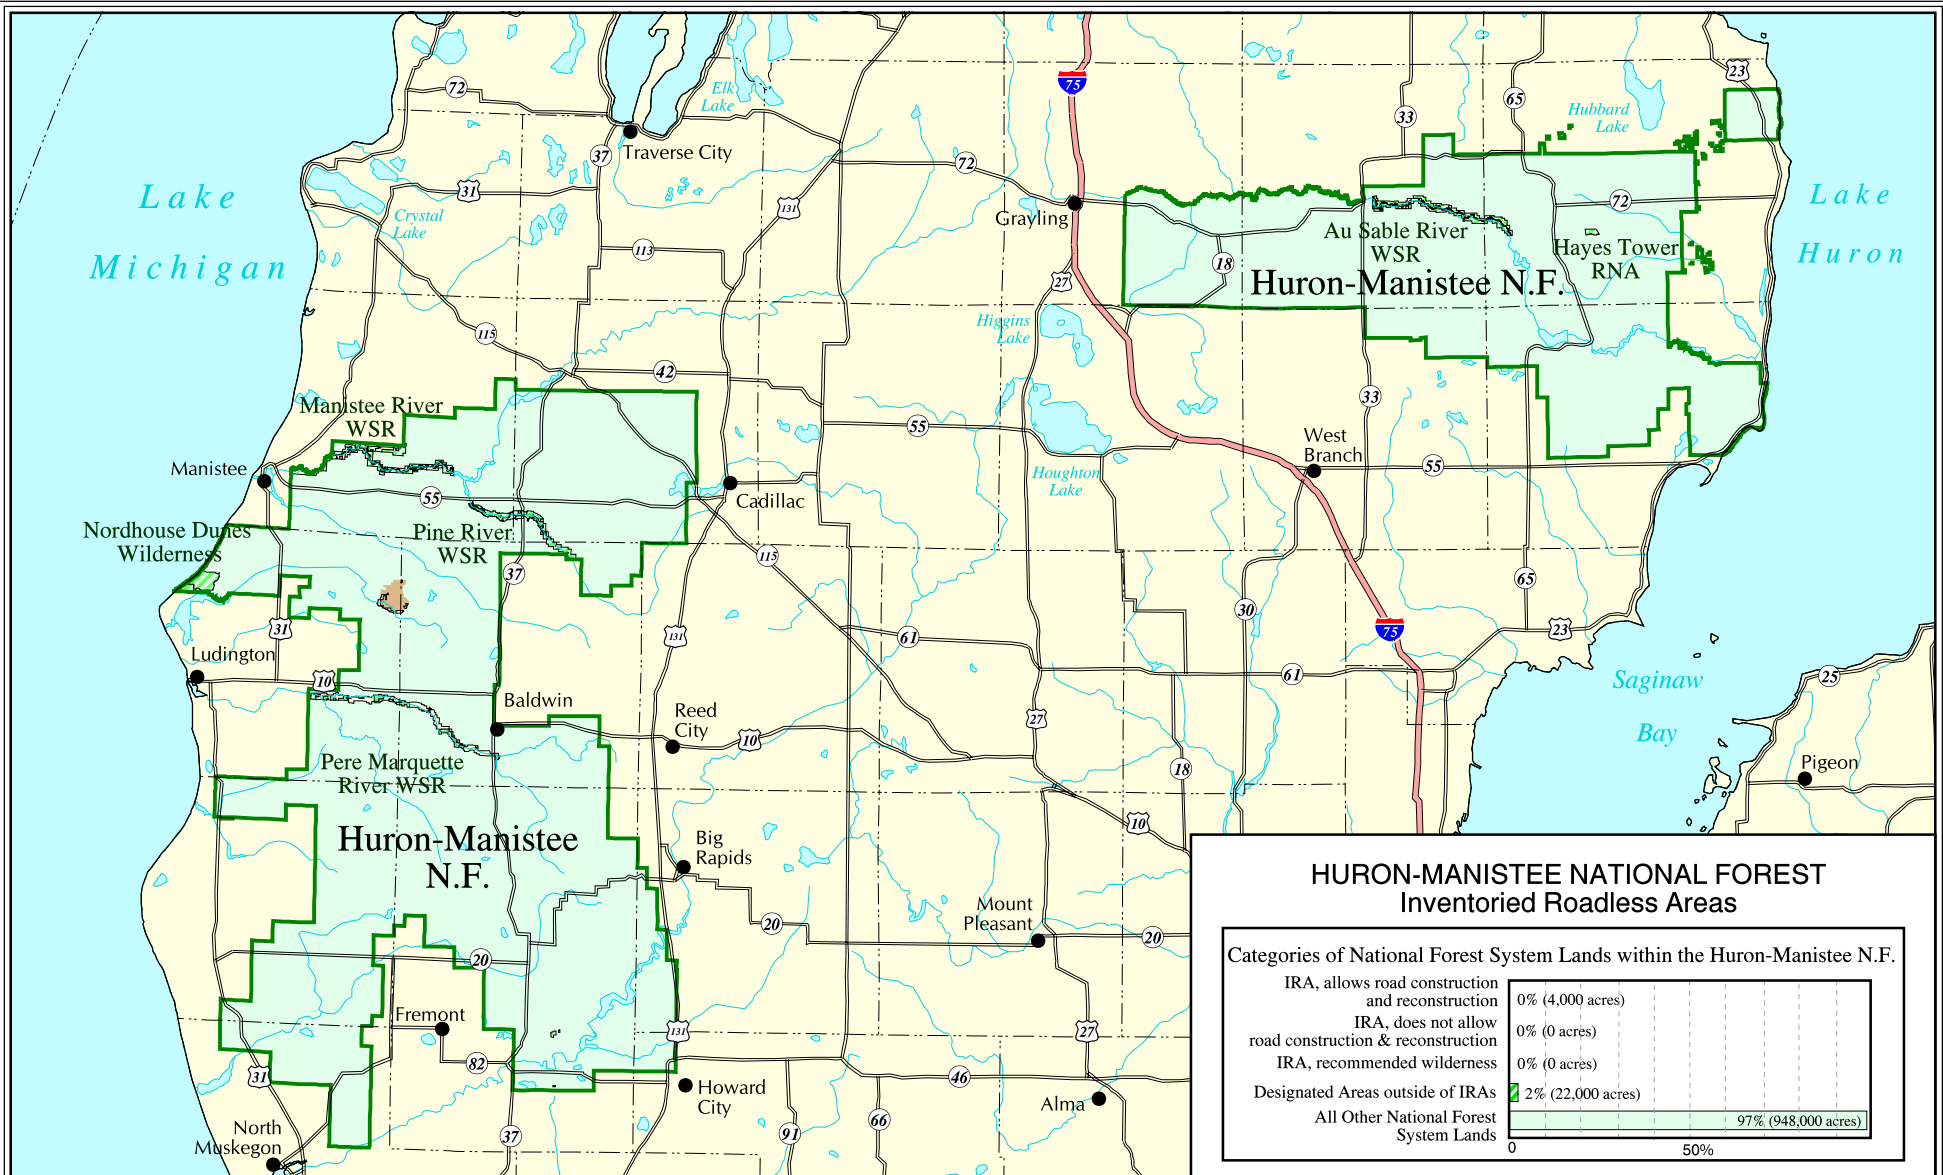 72
Elk
Lake
75
33
65
23
Hubbard
Lake
Traverse City
37
72
31
131
Crystal
Lake
113
Lake
Michigan
Grayling
27
18
Au Sable River
WSR
72
Hayes Tower
RNA
Huron-Manistee N.F.
Lake
Huron
115
Higgins
Lake
42
33
Manistee River
WSR
55
West
Branch
55
Manistee
55
Cadillac
Houghton
Lake
Nordhouse Dunes
Wilderness
Pine River
WSR
115
37
65
30
31
131
61
75
23
Ludington
10
61
Saginaw
Bay
25
Baldwin
Reed
City
10
27
18
Pigeon
Pere Marquette
River WSR
Huron-Manistee
N.F.
Big
Rapids
10
Mount
Pleasant
20
20
20
Fremont
131
27
82
31
46
Howard
City
Alma
66
91
37
North
Muskegon
HURON-MANISTEE NATIONAL FOREST
Inventoried Roadless Areas
Categories of National Forest System Lands within the Huron-Manistee N.F.
IRA, allows road construction
and reconstruction
0% (4,000 acres)
IRA, does not allow
road construction & reconstruction
0% (0 acres)
IRA, recommended wilderness
0% (0 acres)
Designated Areas outside of IRAs
2% (22,000 acres)
All Other National Forest
System Lands
97% (948,000 acres)
0
50%